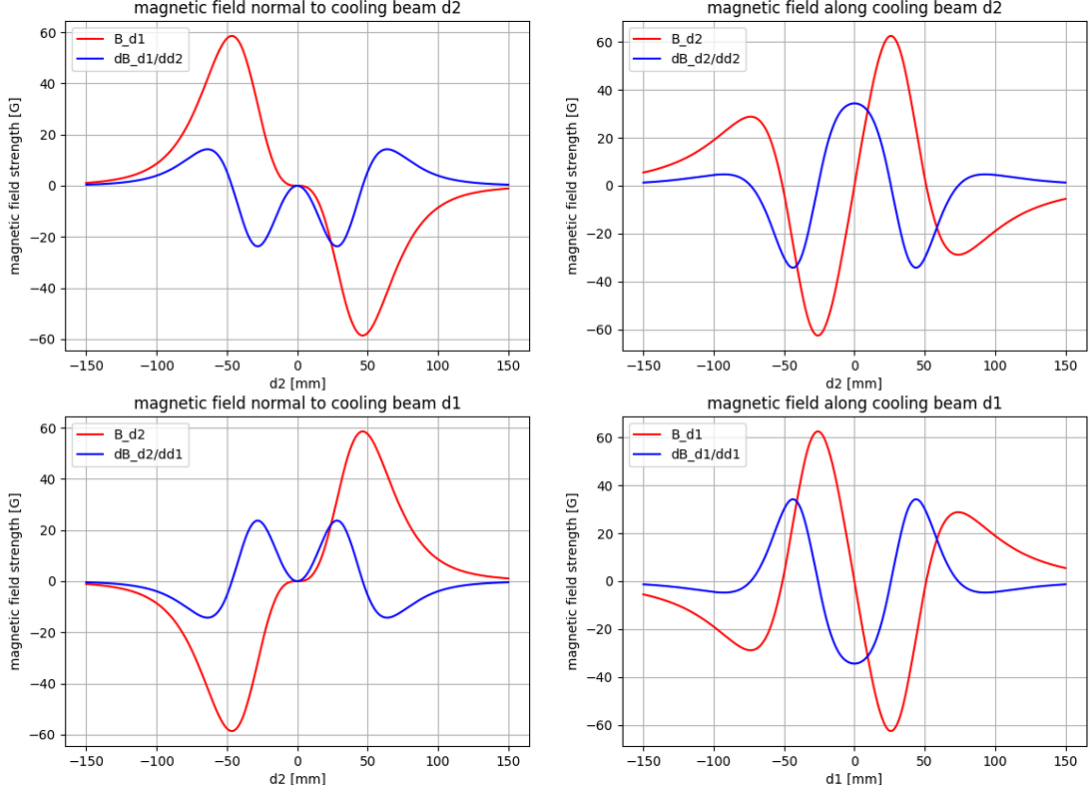 magnetic field normal to cooling beam d2
B_d1
dB_d1/dd2
60
40
20
0
−20
−40
−60
magnetic field strength [G]
−150 −100 −50 0 50 100 150
d2 [mm]
magnetic field along cooling beam d2
B_d2
dB_d2/dd2
60
40
20
0
−20
−40
−60
magnetic field strength [G]
−150 −100 −50 0 50 100 150
d2 [mm]
magnetic field normal to cooling beam d1
B_d2
dB_d2/dd1
60
40
20
0
−20
−40
−60
magnetic field strength [G]
−150 −100 −50 0 50 100 150
d2 [mm]
magnetic field along cooling beam d1
B_d1
dB_d1/dd1
60
40
20
0
−20
−40
−60
magnetic field strength [G]
−150 −100 −50 0 50 100 150
d1 [mm]